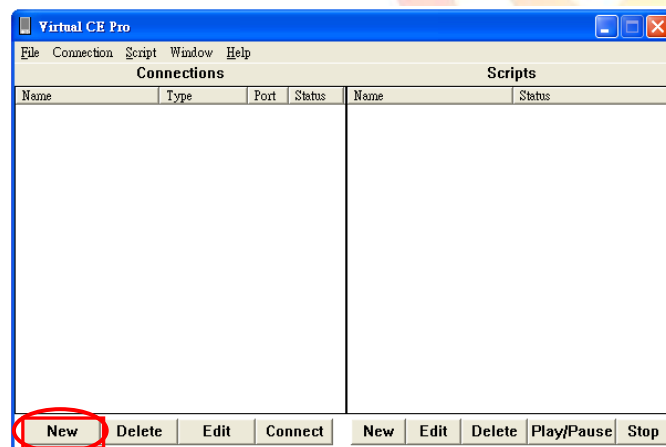 Virtual CE Pro
File Connection Script Window Help
Connections Scripts
Name Type Port Status Name Status
New Delete Edit Connect New Edit Delete Play/Pause Stop